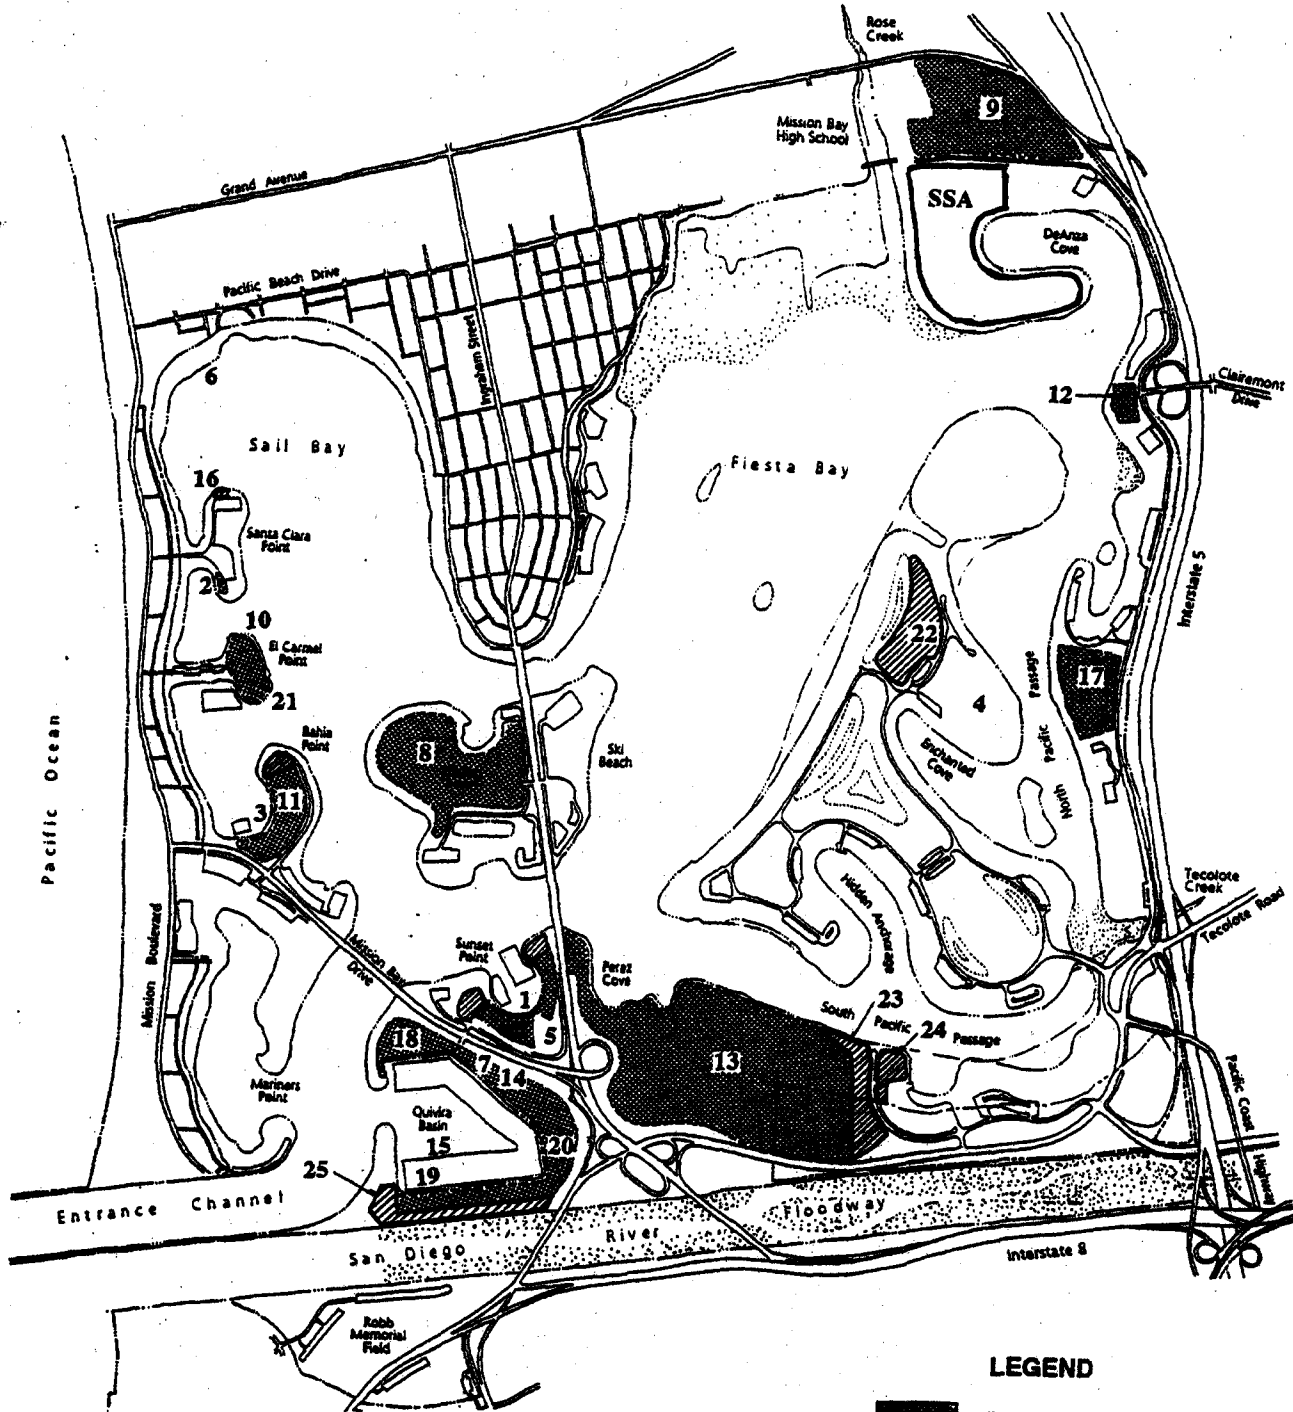 Rose
Creek
9
Mission Bay
High School
Grand Avenue
SSA
DeAnza
Cove
Pacific Beach Drive
Ingraham Street
6
12
Clairemont
Drive
Sail Bay
Fiesta Bay
16
Santa Clara
Point
2
Interstate 5
10
El Carmel
Point
21
22
17
4
North Pacific Passage
Pacific Ocean
Bahia
Point
8
Ski
Beach
Enchanted
Cove
11
3
Hidden Anchorage
Tecolote
Creek
Tecolote Road
Mission Boulevard
Mission Bay
Drive
Sunset
Point
Perez
Cove
1
5
South Pacific Passage
23
24
18
7
14
13
Mariners
Point
Quivira
Basin
15
20
19
25
Pacific Coast Highway
Entrance Channel
San Diego River Floodway
Interstate 8
Robb
Memorial
Field
LEGEND